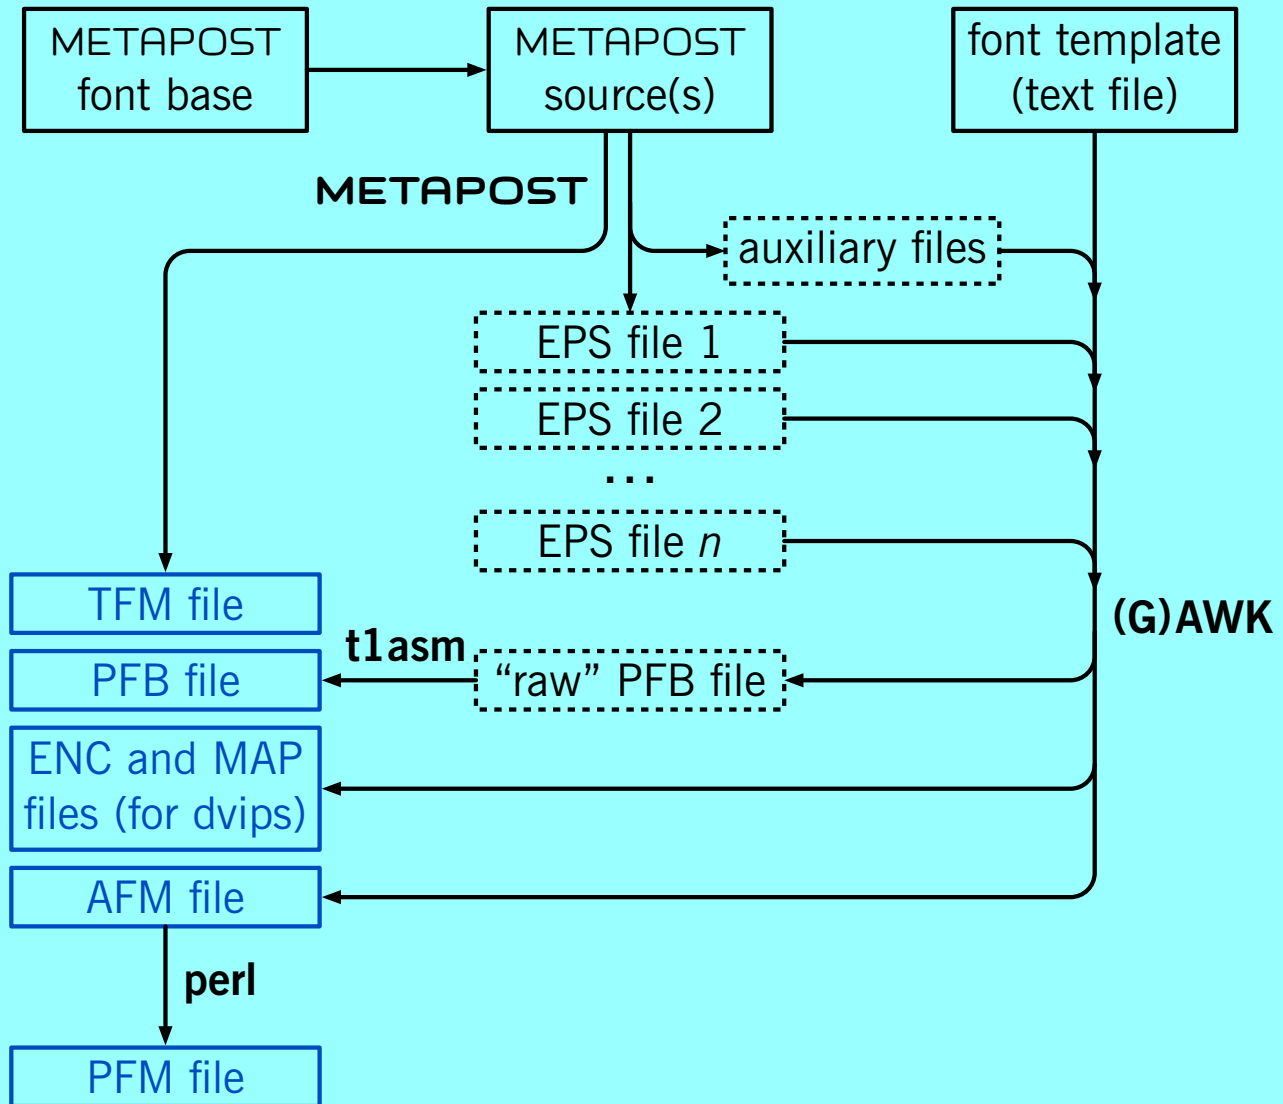 METAPOST
font base
METAPOST
source(s)
font template
(text file)
METAPOST
auxiliary files
EPS file 1
EPS file 2
...
EPS file n
TFM file
(G)AWK
t1asm
PFB file
“raw” PFB file
ENC and MAP
files (for dvips)
AFM file
perl
PFM file